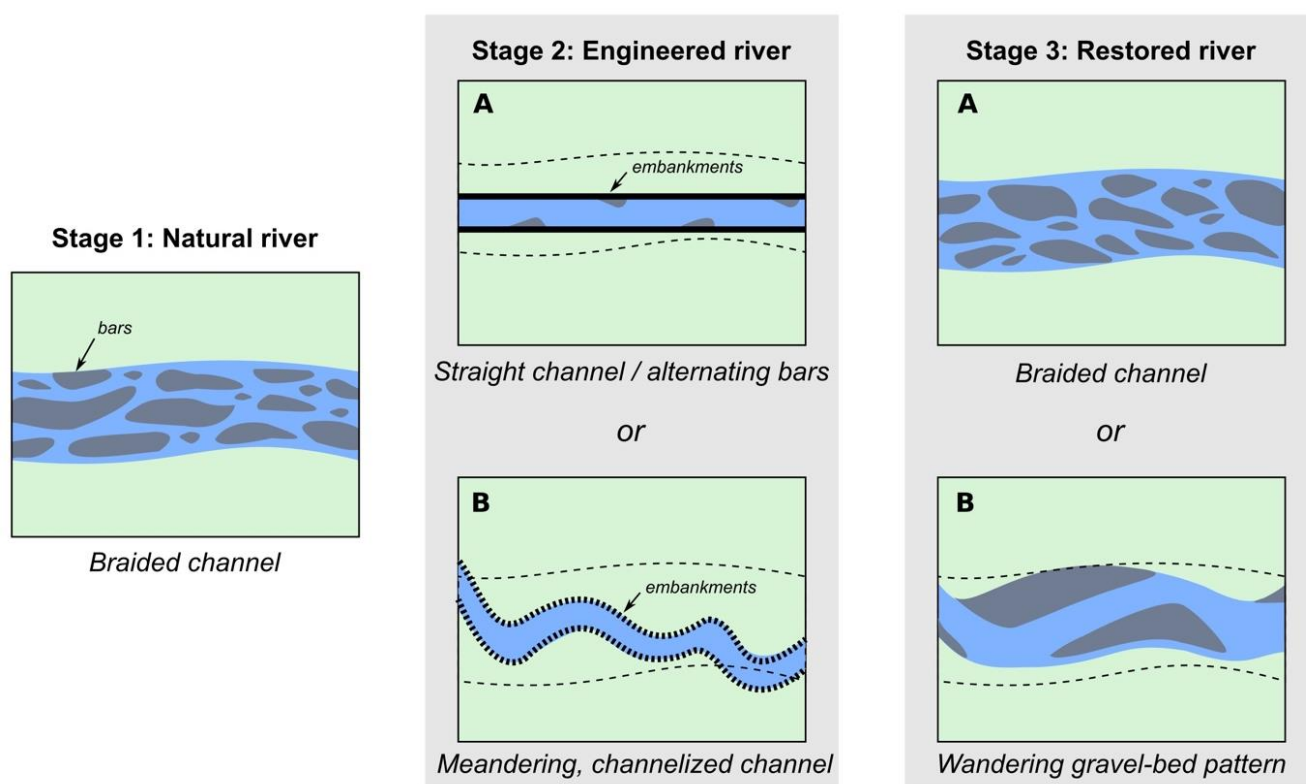 Stage 1: Natural river
bars
Braided channel
Stage 2: Engineered river
A
embankments
Straight channel / alternating bars
or
B
embankments
Meandering, channelized channel
Stage 3: Restored river
A
Braided channel
or
B
Wandering gravel-bed pattern